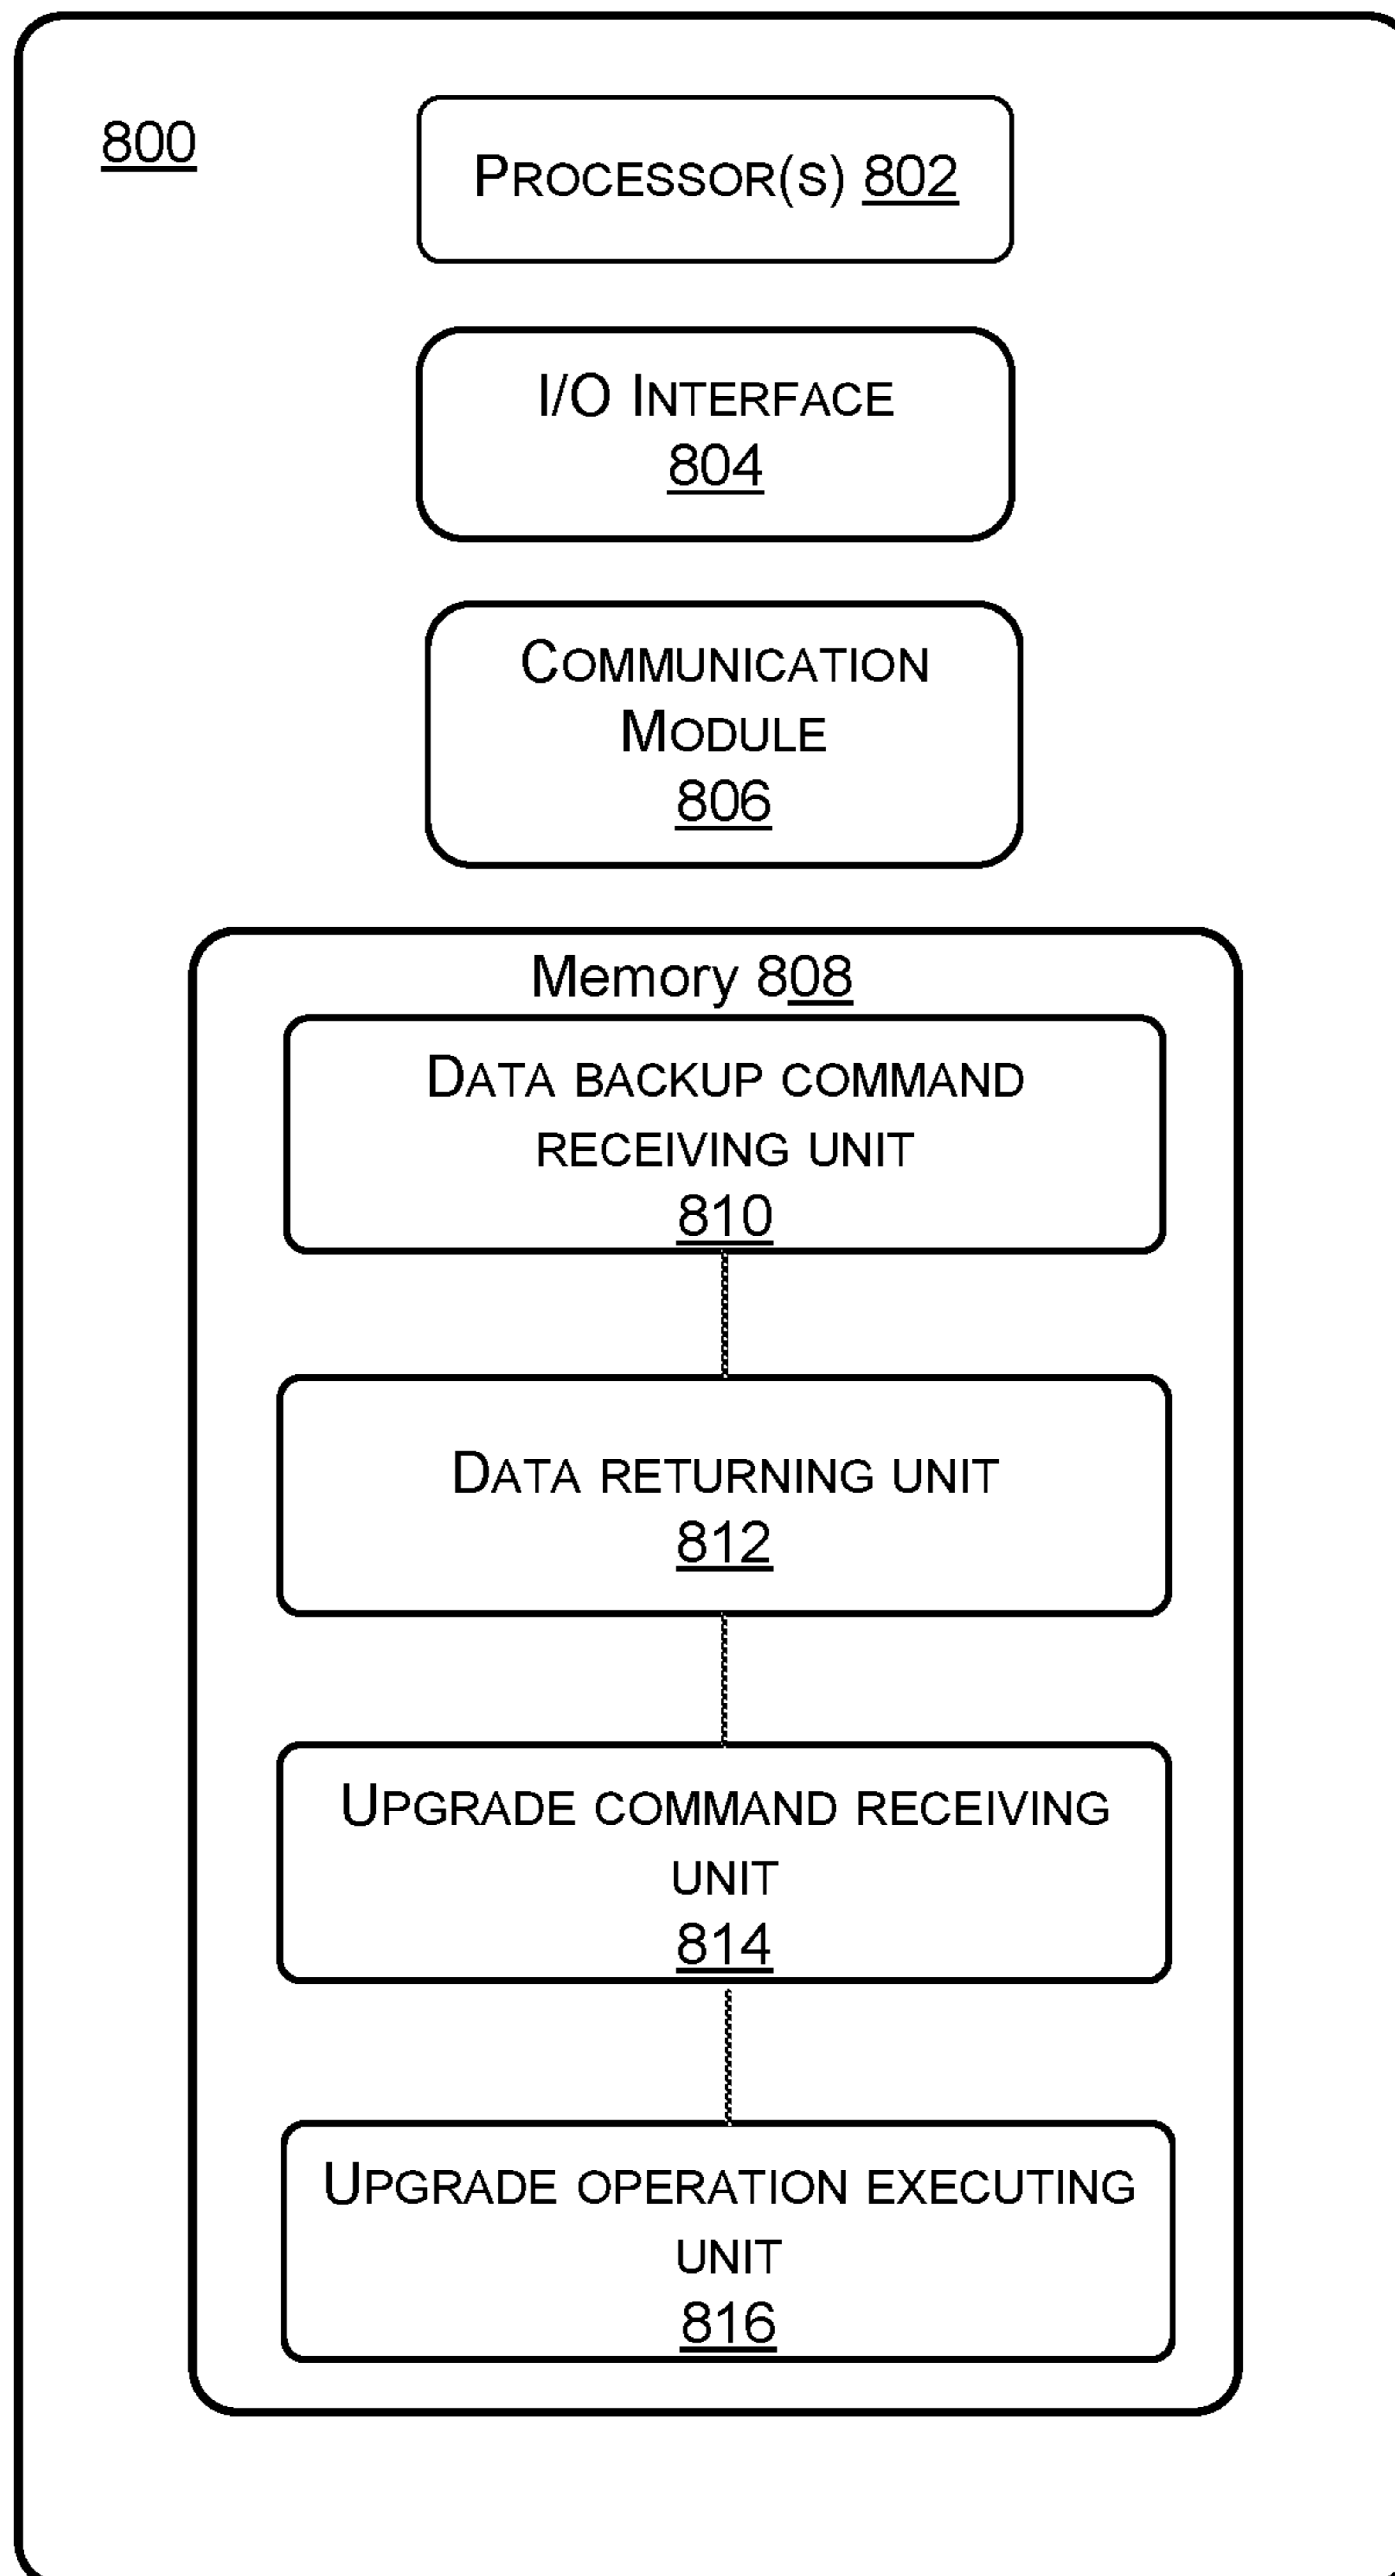 800
PROCESSOR(S) 802
I/O INTERFACE
804
COMMUNICATION
MODULE
806
Memory 808
DATA BACKUP COMMAND
RECEIVING UNIT
810
DATA RETURNING UNIT
812
UPGRADE COMMAND RECEIVING
UNIT
814
UPGRADE OPERATION EXECUTING
UNIT
816